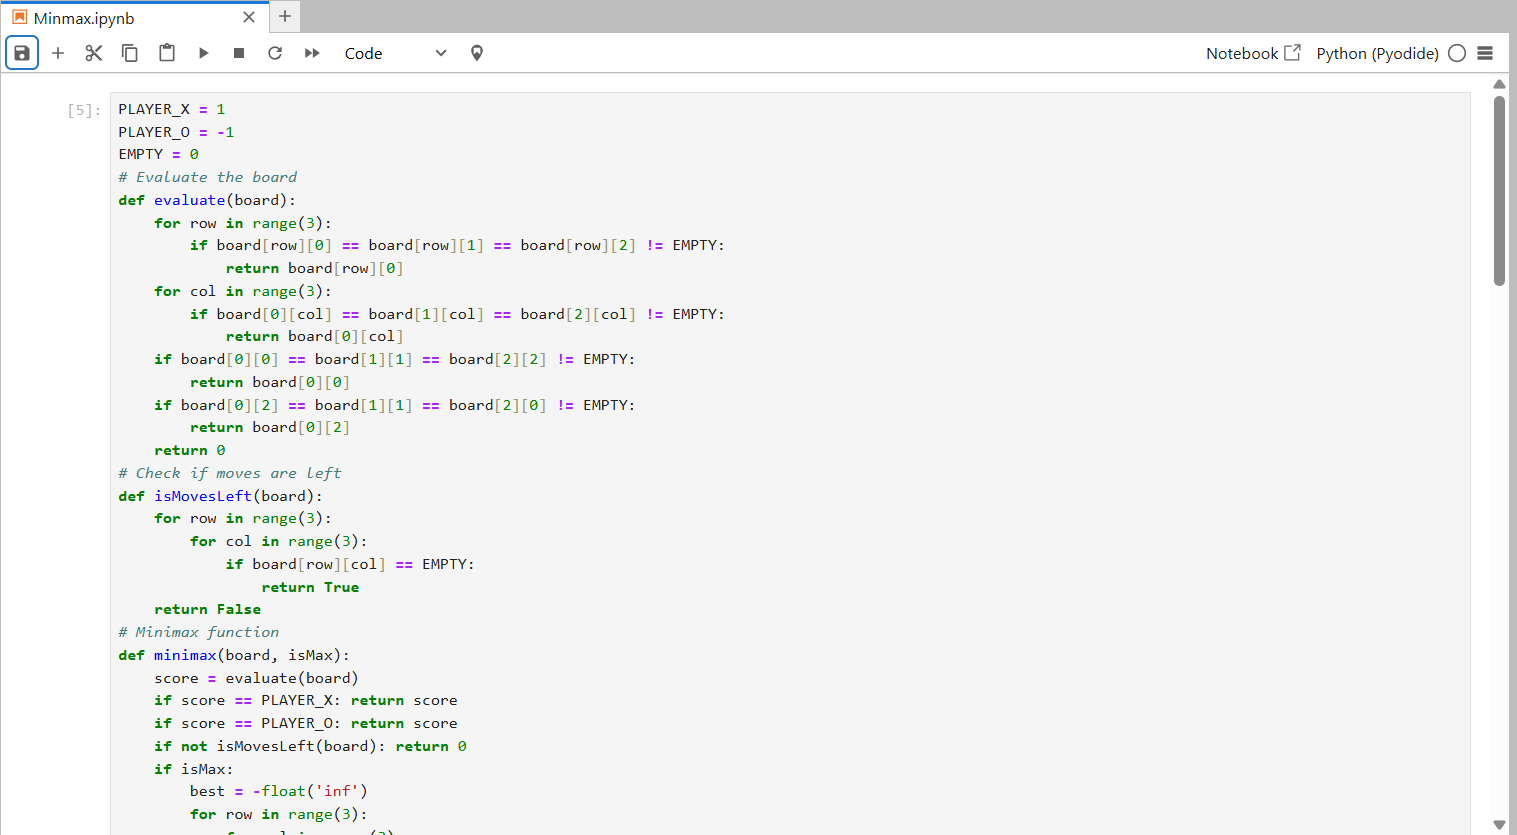 Minmax.ipynb
Code
Notebook
Python (Pyodide)
[5]:
PLAYER_X = 1
PLAYER_O = -1
EMPTY = 0
# Evaluate the board
def evaluate(board):
    for row in range(3):
        if board[row][0] == board[row][1] == board[row][2] != EMPTY:
            return board[row][0]
    for col in range(3):
        if board[0][col] == board[1][col] == board[2][col] != EMPTY:
            return board[0][col]
    if board[0][0] == board[1][1] == board[2][2] != EMPTY:
        return board[0][0]
    if board[0][2] == board[1][1] == board[2][0] != EMPTY:
        return board[0][2]
    return 0
# Check if moves are left
def isMovesLeft(board):
    for row in range(3):
        for col in range(3):
            if board[row][col] == EMPTY:
                return True
    return False
# Minimax function
def minimax(board, isMax):
    score = evaluate(board)
    if score == PLAYER_X: return score
    if score == PLAYER_O: return score
    if not isMovesLeft(board): return 0
    if isMax:
        best = -float('inf')
        for row in range(3):